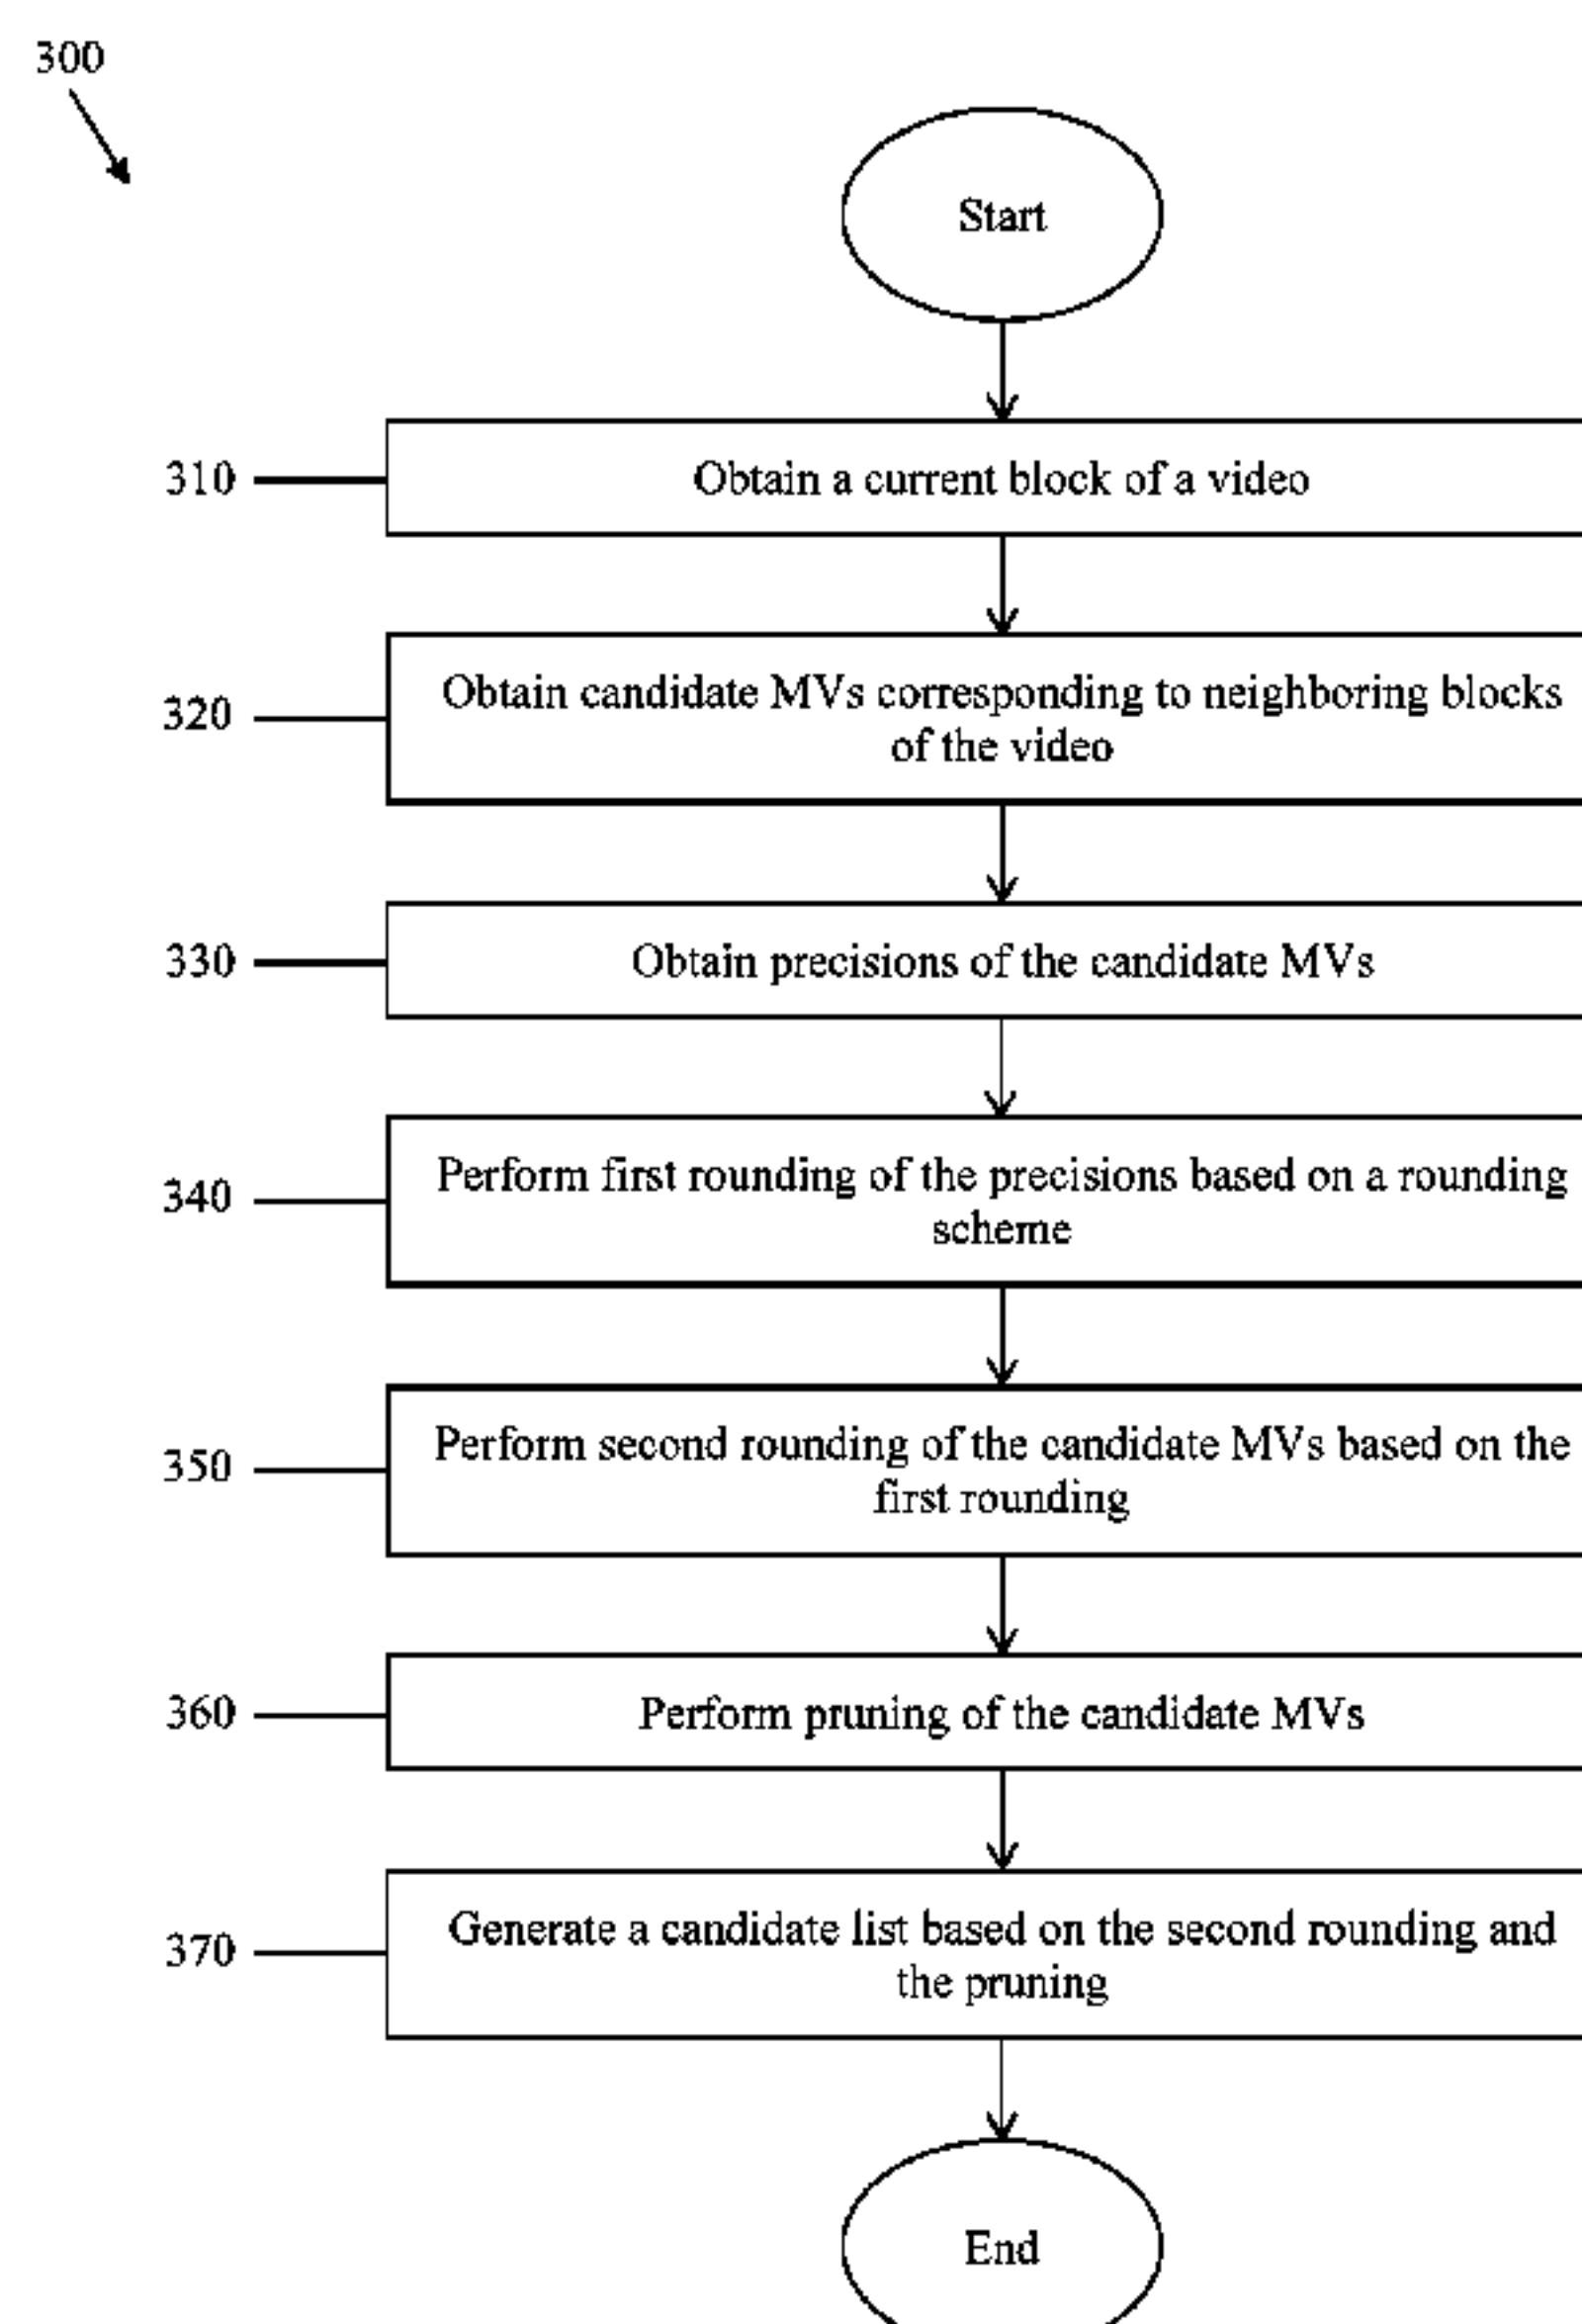 300
Start
310
Obtain a current block of a video
320
Obtain candidate MVs corresponding to neighboring blocks
of the video
330
Obtain precisions of the candidate MVs
340
Perform first rounding of the precisions based on a rounding
scheme
350
Perform second rounding of the candidate MVs based on the
first rounding
360
Perform pruning of the candidate MVs
370
Generate a candidate list based on the second rounding and
the pruning
End